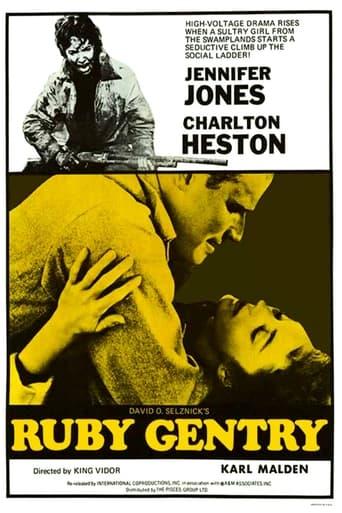 HIGH-VOLTAGE DRAMA RISES
WHEN A SULTRY GIRL FROM
THE SWAMPLANDS STARTS A
SEDUCTIVE CLIMB UP THE
SOCIAL LADDER!
JENNIFER
JONES
CHARLTON
HESTON
DAVID O. SELZNICK'S
RUBY GENTRY
Directed by KING VIDOR
KARL MALDEN
Re-released by INTERNATIONAL COPRODUCTIONS, INC. in association with A&M ASSOCIATES INC
Distributed by THE PISCES GROUP LTD